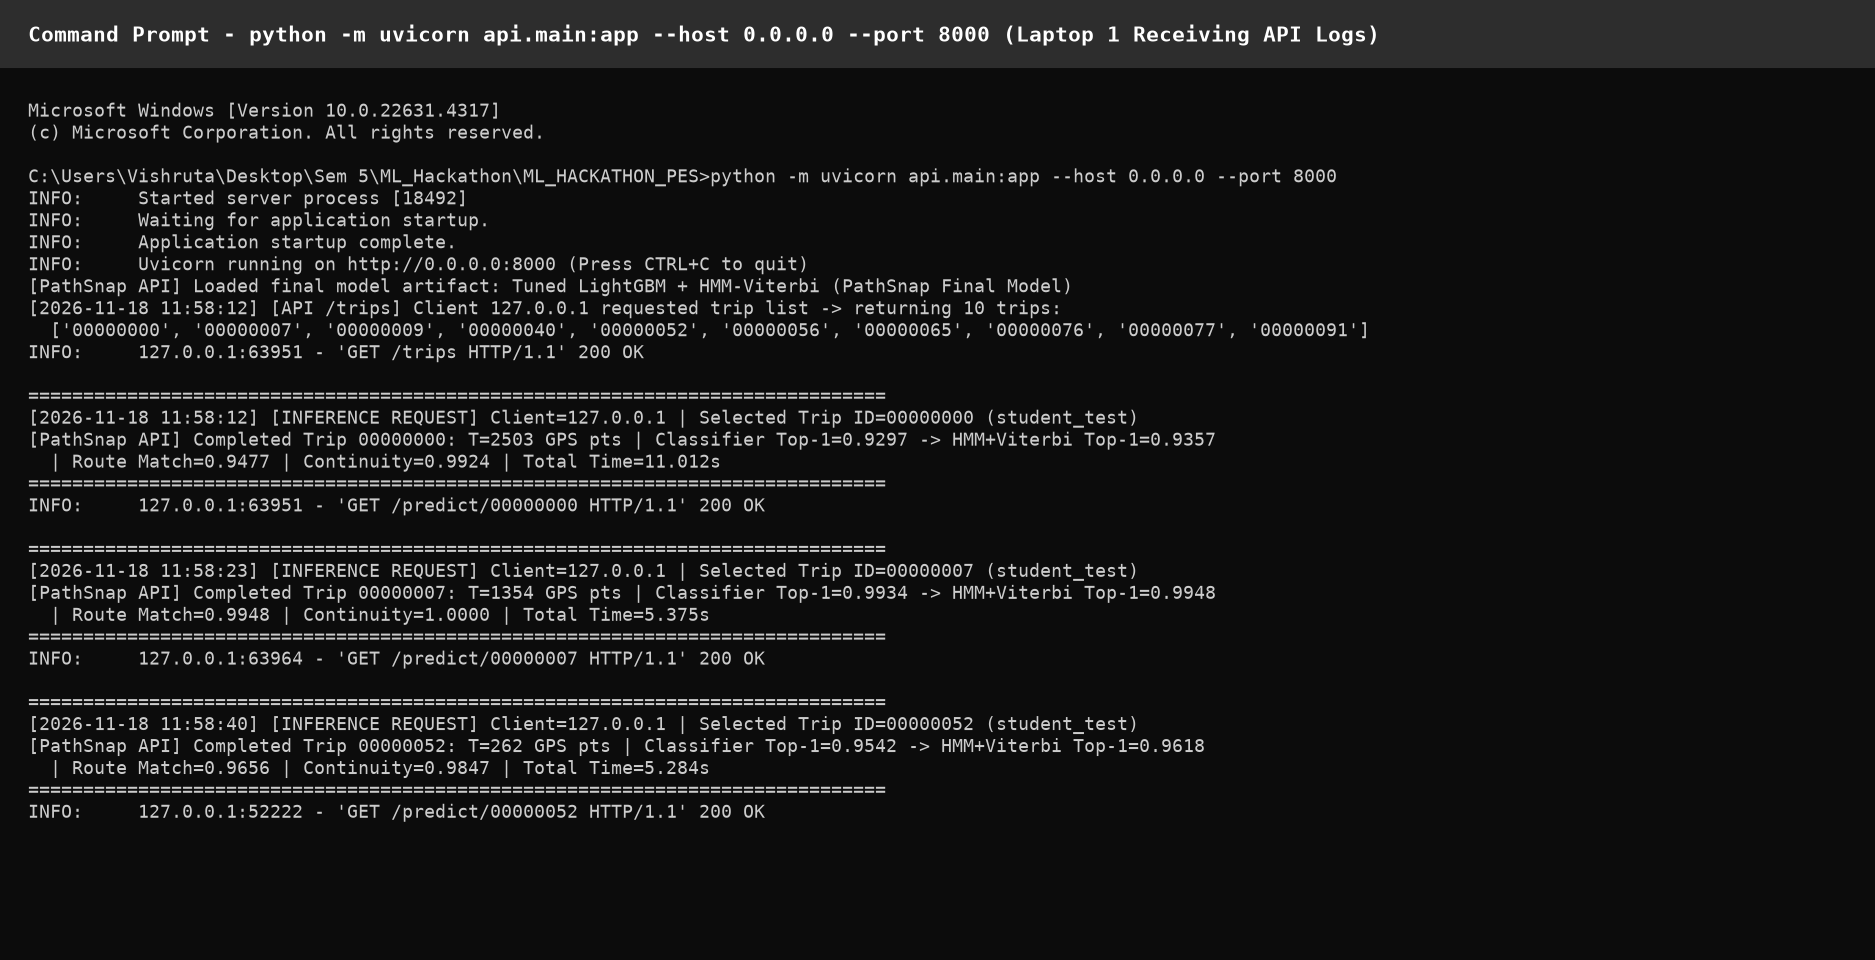 Command Prompt - python -m uvicorn api.main:app --host 0.0.0.0 --port 8000 (Laptop 1 Receiving API Logs)
Microsoft Windows [Version 10.0.22631.4317]
(c) Microsoft Corporation. All rights reserved.
C:\Users\Vishruta\Desktop\Sem 5\ML_Hackathon\ML_HACKATHON_PES>python -m uvicorn api.main:app --host 0.0.0.0 --port 8000
INFO:     Started server process [18492]
INFO:     Waiting for application startup.
INFO:     Application startup complete.
INFO:     Uvicorn running on http://0.0.0.0:8000 (Press CTRL+C to quit)
[PathSnap API] Loaded final model artifact: Tuned LightGBM + HMM-Viterbi (PathSnap Final Model)
[2026-11-18 11:58:12] [API /trips] Client 127.0.0.1 requested trip list -> returning 10 trips:
  ['00000000', '00000007', '00000009', '00000040', '00000052', '00000056', '00000065', '00000076', '00000077', '00000091']
INFO:     127.0.0.1:63951 - 'GET /trips HTTP/1.1' 200 OK
==============================================================================
[2026-11-18 11:58:12] [INFERENCE REQUEST] Client=127.0.0.1 | Selected Trip ID=00000000 (student_test)
[PathSnap API] Completed Trip 00000000: T=2503 GPS pts | Classifier Top-1=0.9297 -> HMM+Viterbi Top-1=0.9357
  | Route Match=0.9477 | Continuity=0.9924 | Total Time=11.012s
==============================================================================
INFO:     127.0.0.1:63951 - 'GET /predict/00000000 HTTP/1.1' 200 OK
==============================================================================
[2026-11-18 11:58:23] [INFERENCE REQUEST] Client=127.0.0.1 | Selected Trip ID=00000007 (student_test)
[PathSnap API] Completed Trip 00000007: T=1354 GPS pts | Classifier Top-1=0.9934 -> HMM+Viterbi Top-1=0.9948
  | Route Match=0.9948 | Continuity=1.0000 | Total Time=5.375s
==============================================================================
INFO:     127.0.0.1:63964 - 'GET /predict/00000007 HTTP/1.1' 200 OK
==============================================================================
[2026-11-18 11:58:40] [INFERENCE REQUEST] Client=127.0.0.1 | Selected Trip ID=00000052 (student_test)
[PathSnap API] Completed Trip 00000052: T=262 GPS pts | Classifier Top-1=0.9542 -> HMM+Viterbi Top-1=0.9618
  | Route Match=0.9656 | Continuity=0.9847 | Total Time=5.284s
==============================================================================
INFO:     127.0.0.1:52222 - 'GET /predict/00000052 HTTP/1.1' 200 OK